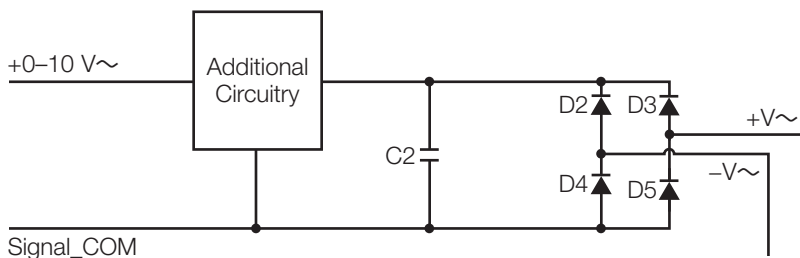 +0–10 V∼
Additional
Circuitry
D2
D3
+V∼
C2
–V∼
D4
D5
Signal_COM